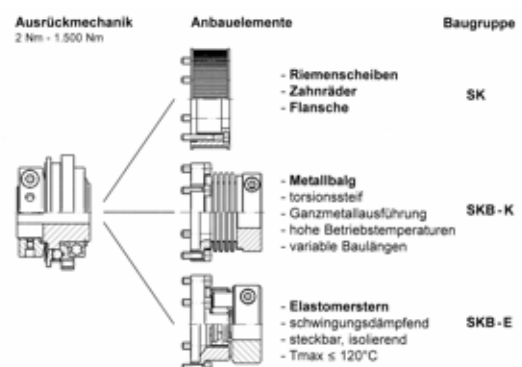 Ausrückmechanik
2 Nm - 1.500 Nm
Anbauelemente
Baugruppe
- Riemenscheiben
- Zahnräder
- Flansche
SK
- Metallbalg
- torsionssteif
- Ganzmetallausführung
- hohe Betriebstemperaturen
- variable Baulängen
SKB-K
- Elastomerstern
- schwingungsdämpfend
- steckbar, isolierend
- Tmax ≤ 120°C
SKB-E